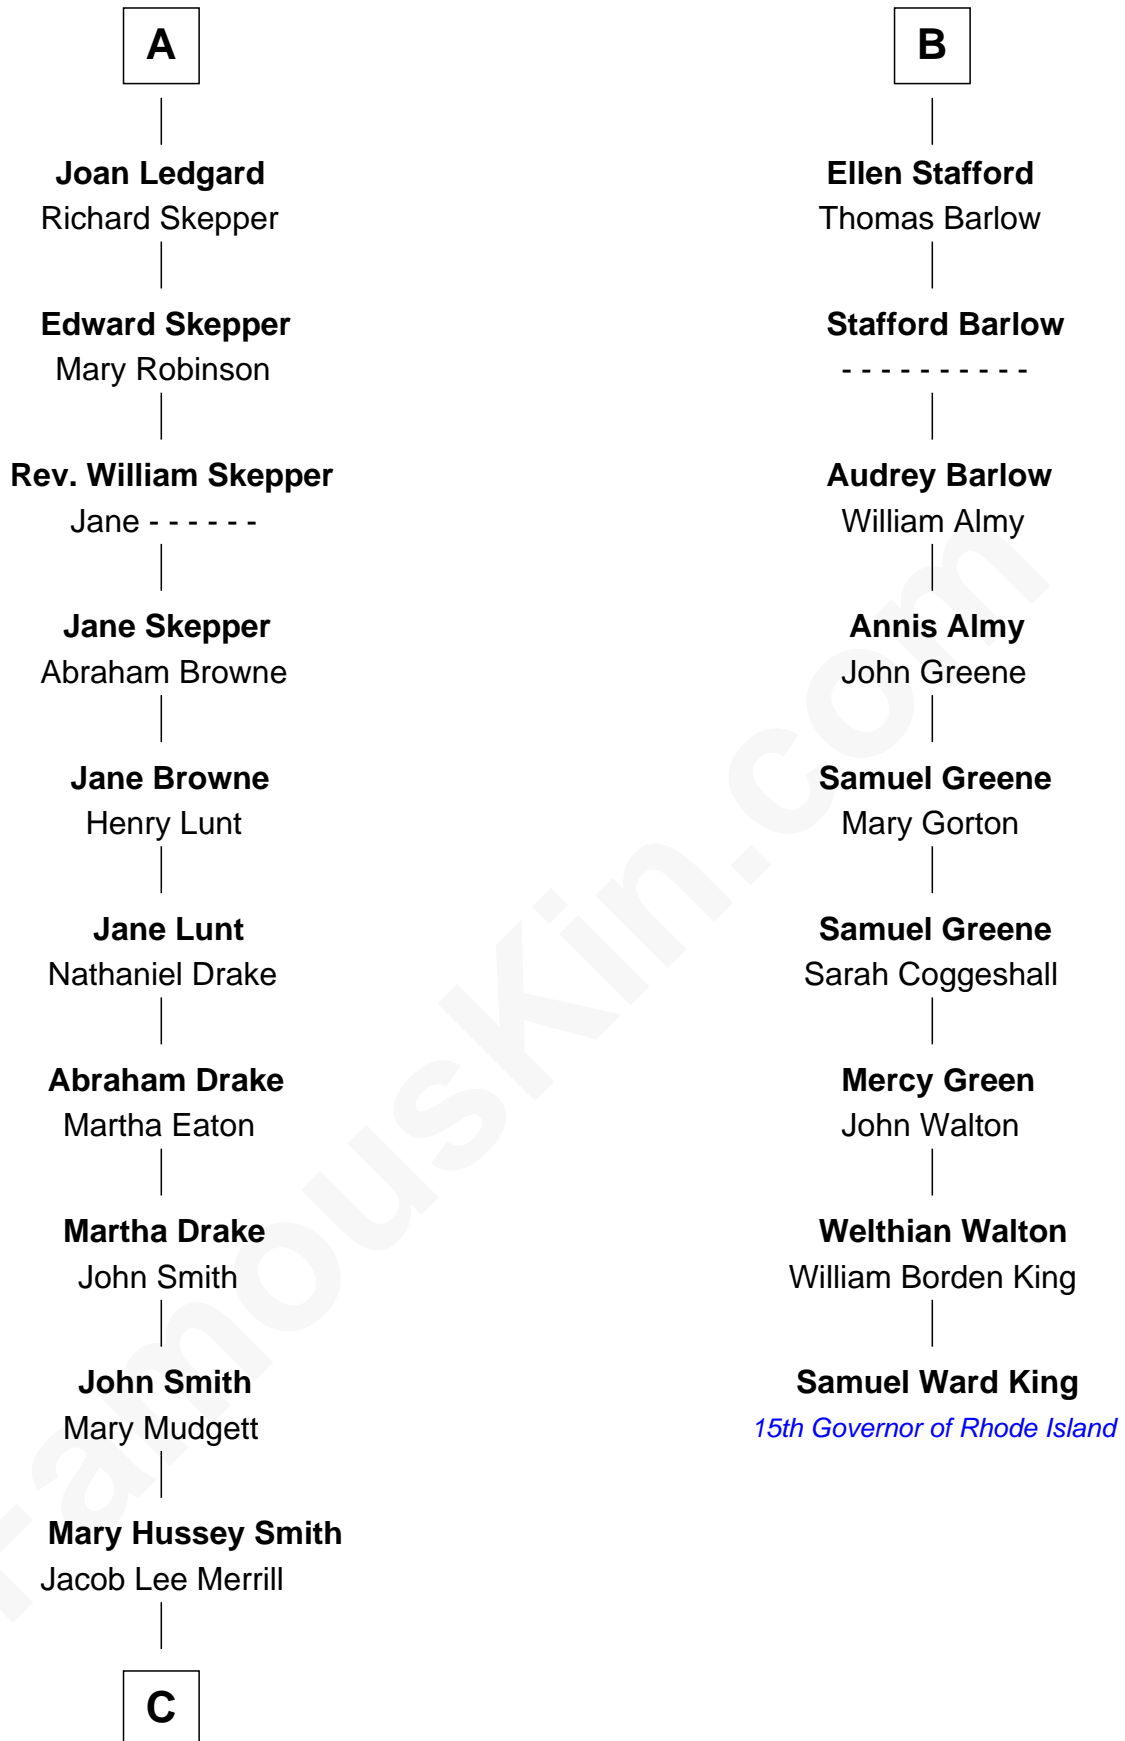 A
Joan Ledgard
Richard Skepper
Edward Skepper
Mary Robinson
Rev. William Skepper
Jane - - - - - -
Jane Skepper
Abraham Browne
Jane Browne
Henry Lunt
Jane Lunt
Nathaniel Drake
Abraham Drake
Martha Eaton
Martha Drake
John Smith
John Smith
Mary Mudgett
Mary Hussey Smith
Jacob Lee Merrill
C
B
Ellen Stafford
Thomas Barlow
Stafford Barlow
- - - - - - - - - -
Audrey Barlow
William Almy
Annis Almy
John Greene
Samuel Greene
Mary Gorton
Samuel Greene
Sarah Coggeshall
Mercy Green
John Walton
Welthian Walton
William Borden King
Samuel Ward King
15th Governor of Rhode Island
FamousKin.com